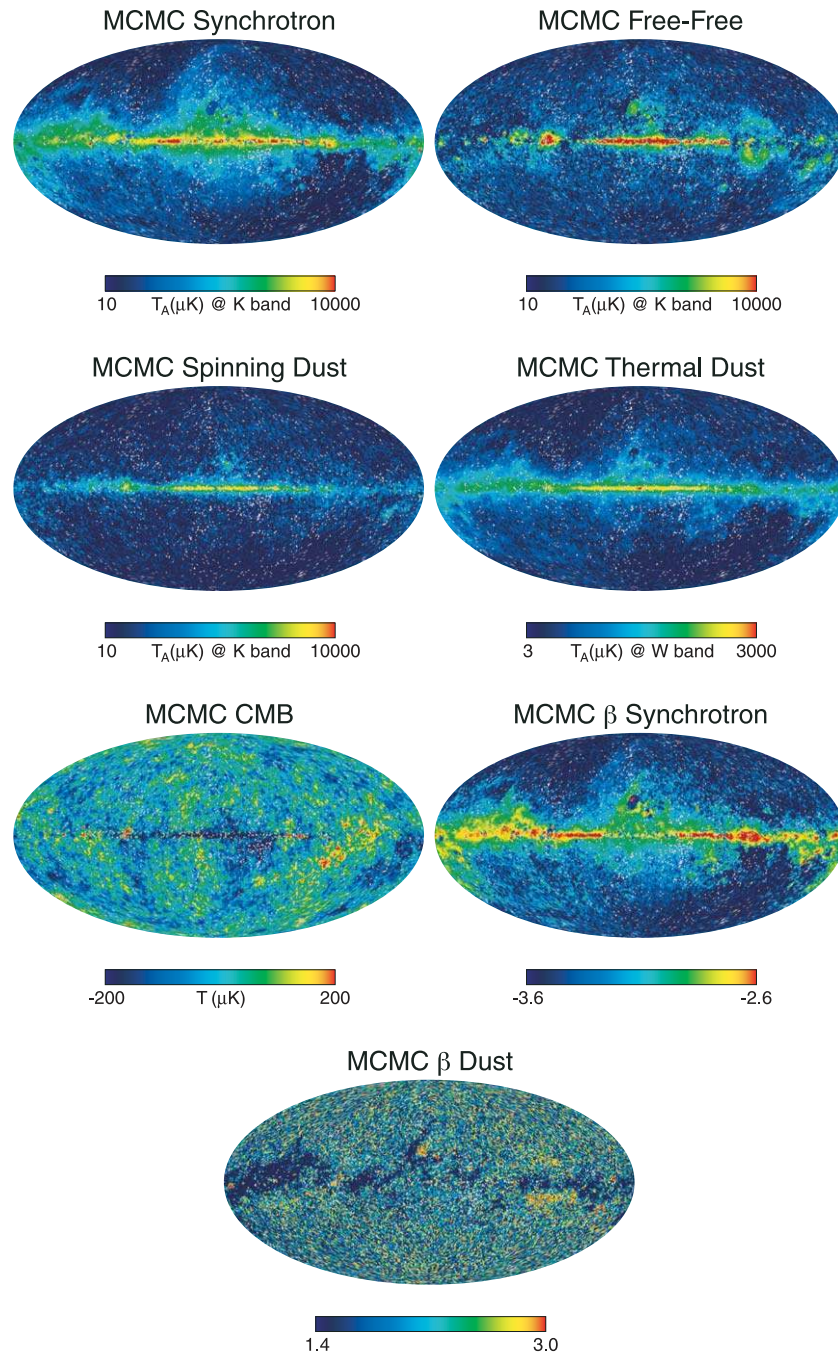 MCMC Synchrotron
MCMC Free-Free
10 T_A(μK) @ K band 10000
10 T_A(μK) @ K band 10000
MCMC Spinning Dust
MCMC Thermal Dust
10 T_A(μK) @ K band 10000
3 T_A(μK) @ W band 3000
MCMC CMB
MCMC β Synchrotron
-200 T (μK) 200
-3.6 -2.6
MCMC β Dust
1.4 3.0